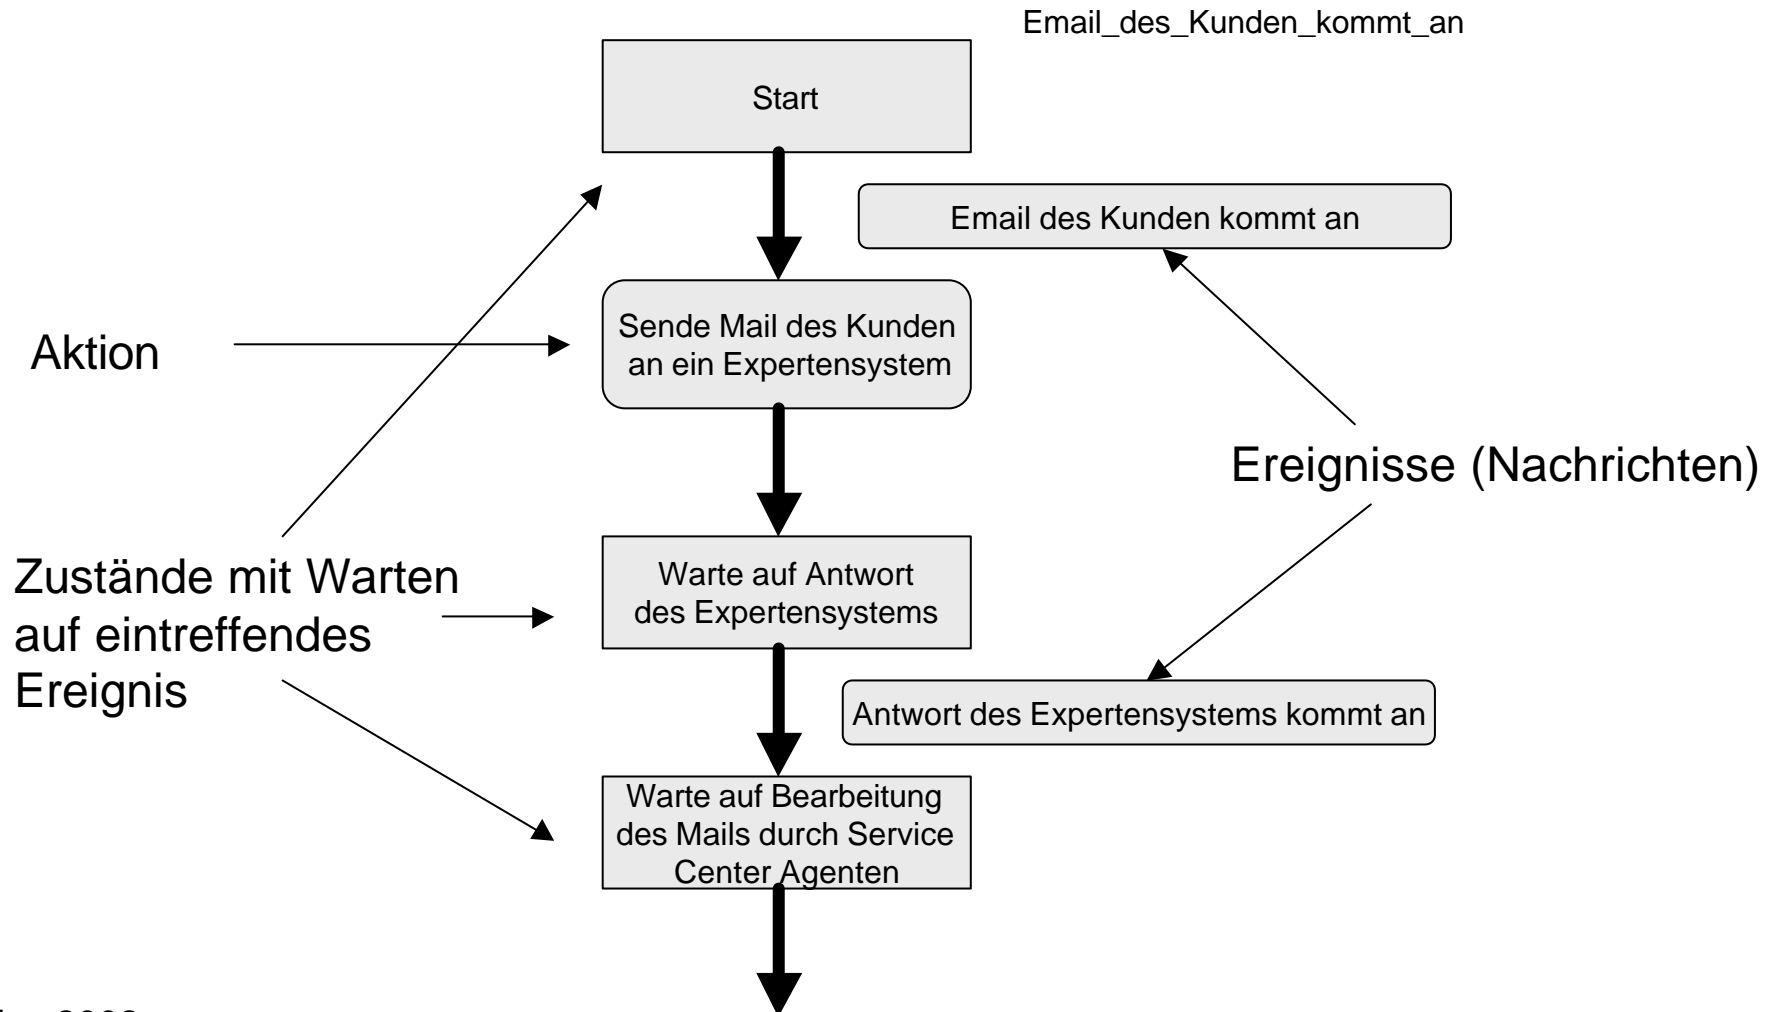 Email_des_Kunden_kommt_an
Start
Email des Kunden kommt an
Sende Mail des Kunden
an ein Expertensystem
Aktion
Ereignisse (Nachrichten)
Zustände mit Warten
auf eintreffendes
Ereignis
Warte auf Antwort
des Expertensystems
Antwort des Expertensystems kommt an
Warte auf Bearbeitung
des Mails durch Service
Center Agenten